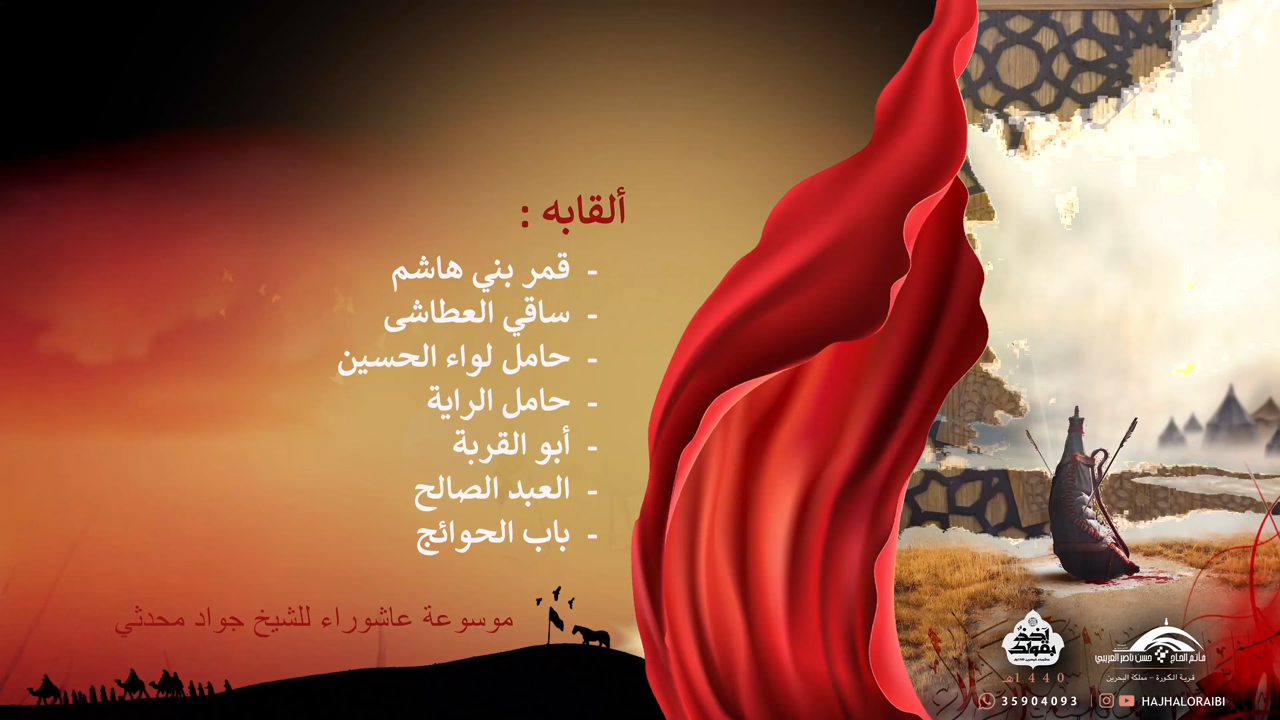 ألقابه :
- قمر بني هاشم
- ساقي العطاشى
- حامل لواء الحسين
- حامل الراية
- أبو القربة
- العبد الصالح
- باب الحوائج
موسوعة عاشوراء للشيخ جواد محدثي
مأتم الحاج حسن ناصر العريبي
قرية الكورة – مملكة البحرين
1440هـ
35904093
HAJHALORAIBI